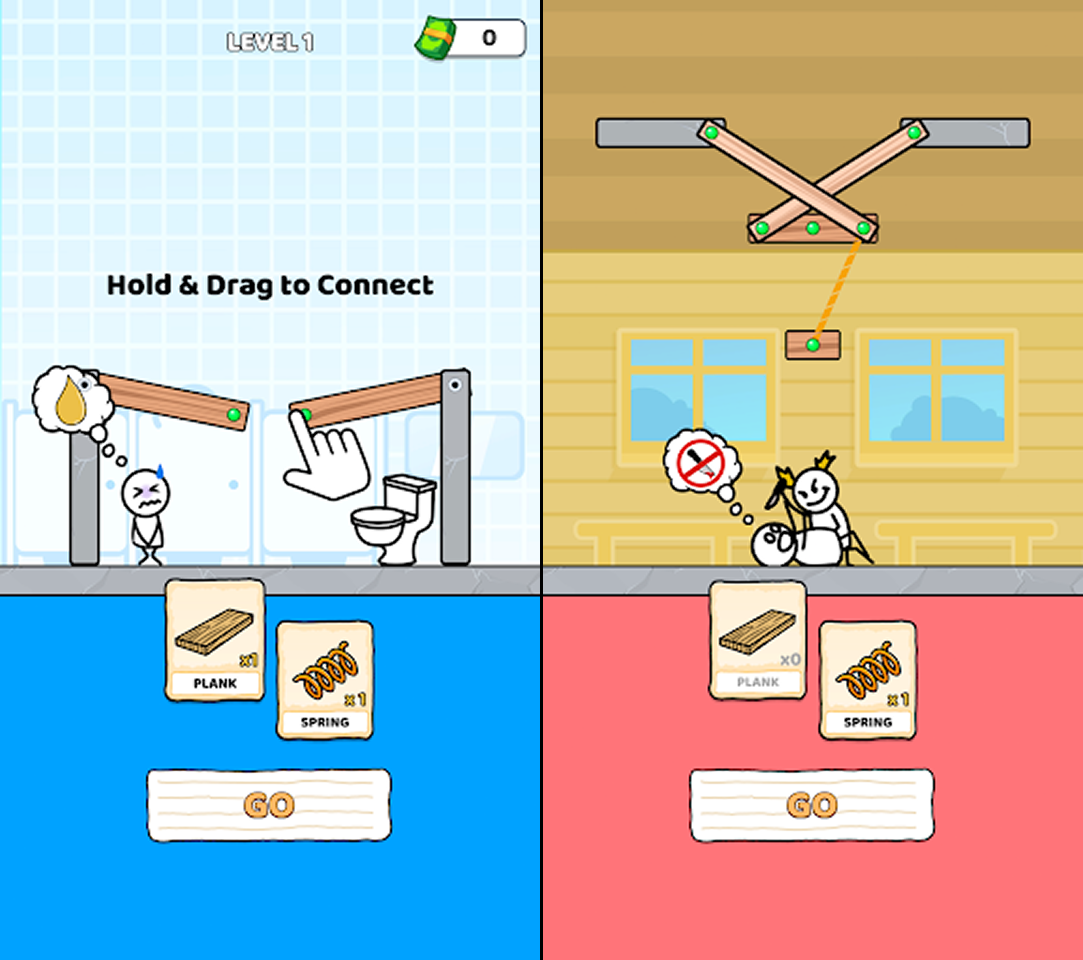 LEVEL 1
0
Hold & Drag to Connect
x1
PLANK
x1
SPRING
GO
x0
PLANK
x1
SPRING
GO